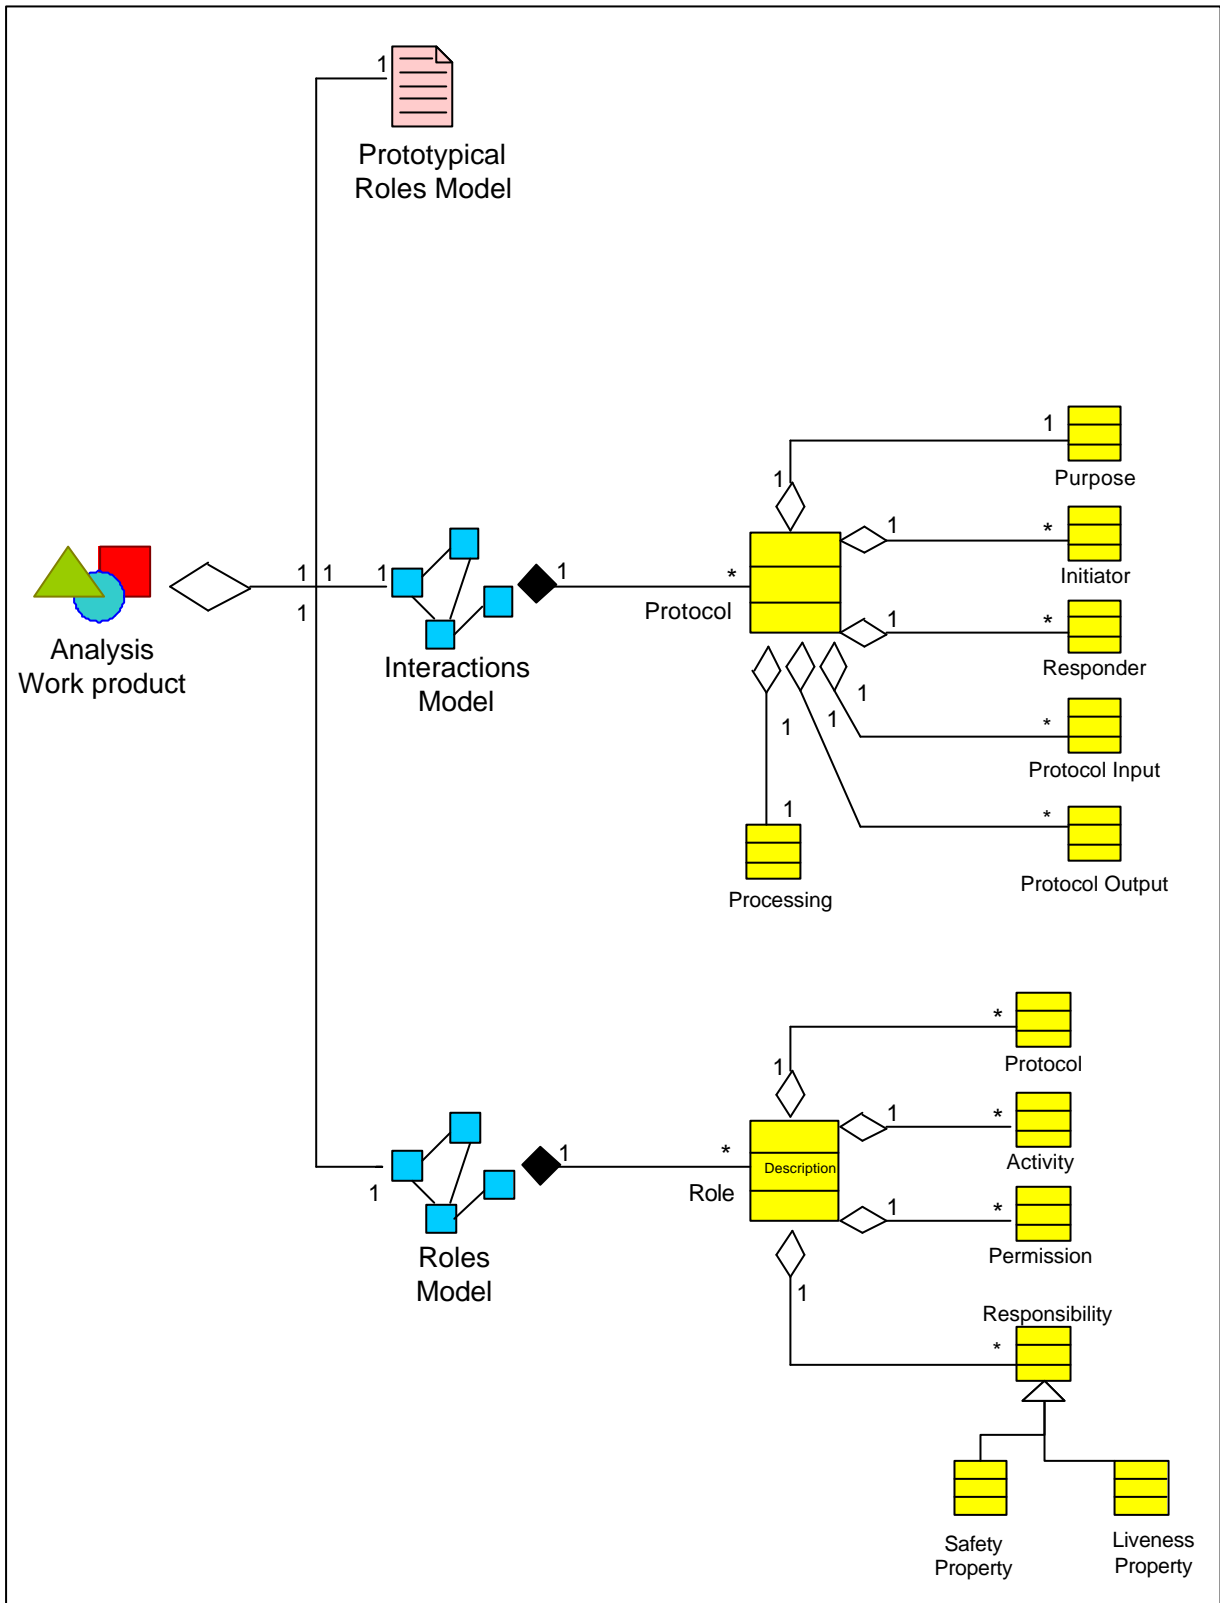 1
Prototypical
Roles Model
1
Purpose
1
1
*
Initiator
1
*
Responder
1
1
1
1
1
*
Protocol
Analysis
Work product
Interactions
Model
1
1
1
*
Protocol Input
1
*
Protocol Output
Processing
*
Protocol
1
1
*
Activity
1
*
Description
Role
1
1
*
Permission
Roles
Model
1
Responsibility
*
Safety
Property
Liveness
Property